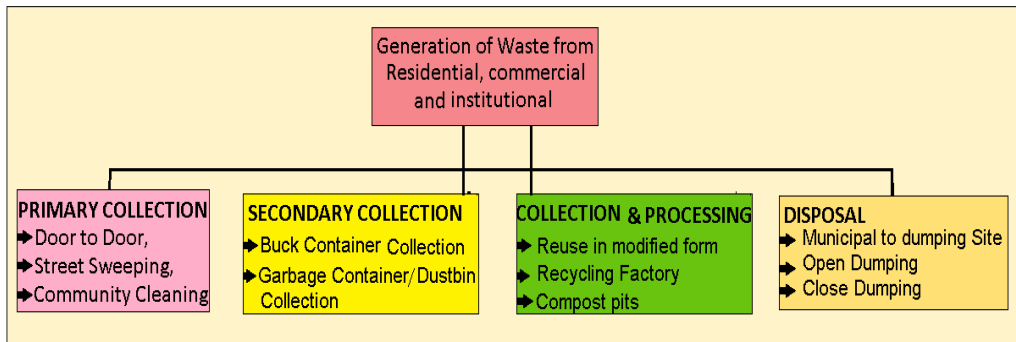 Generation of Waste from
Residential, commercial
and institutional
PRIMARY COLLECTION
Door to Door,
Street Sweeping,
Community Cleaning
SECONDARY COLLECTION
Buck Container Collection
Garbage Container/Dustbin
Collection
COLLECTION & PROCESSING
Reuse in modified form
Recycling Factory
Compost pits
DISPOSAL
Municipal to dumping Site
Open Dumping
Close Dumping